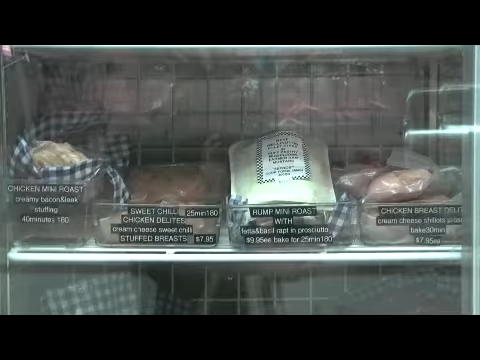 CHICKEN MINI ROAST
creamy bacon&leak
stuffing
40minutes 180
SWEET CHILLI 25min180
CHICKEN DELITES
cream cheese sweet chilli
STUFFED BREASTS $7.95
RUMP MINI ROAST
WITH
fetta&basil rapt in prosciutto
$9.95ea bake for 25min180
CHICKEN BREAST DELIT
cream cheese shillots
bake30min
$7.95ea